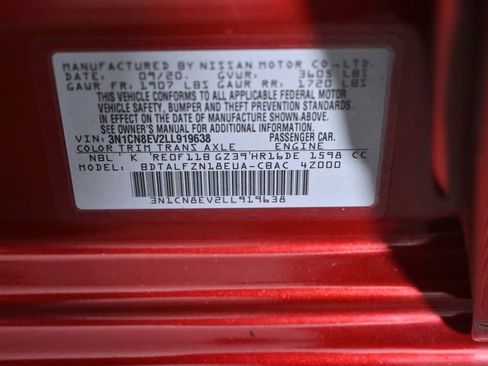 MANUFACTURED BY NISSAN MOTOR CO.,LTD.
DATE: 09/20. GVWR: 3605 LBS
GAWR FR: 1907 LBS GAWR RR: 1720 LBS
THIS VEHICLE CONFORMS TO ALL
APPLICABLE FEDERAL MOTOR
VEHICLE SAFETY, BUMPER AND THEFT PREVENTION STANDARDS
IN EFFECT ON THE DATE OF MANUFACTURE SHOWN ABOVE.
SEE OWNER'S MANUAL FOR ADDITIONAL INFORMATION.
VIN: 3N1CN8EV2LL919638 PASSENGER CAR.
COLOR TRIM TRANS AXLE ENGINE
NBL K RE0F11B GZ39 HR16DE 1598 CC
MODEL: BDTALFZN18EUA-CBAC 4Z000
3N1CN8EV2LL919638